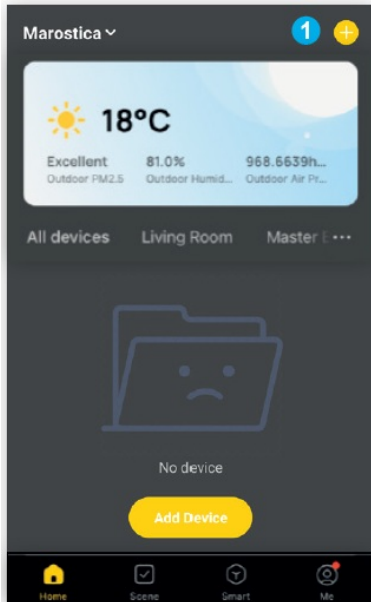 Marostica
1
18°C
Excellent 81.0% 968.6639h...
Outdoor PM2.5 Outdoor Humid... Outdoor Air Pr...
All devices Living Room Master B...
No device
Add Device
Home Scene Smart Me